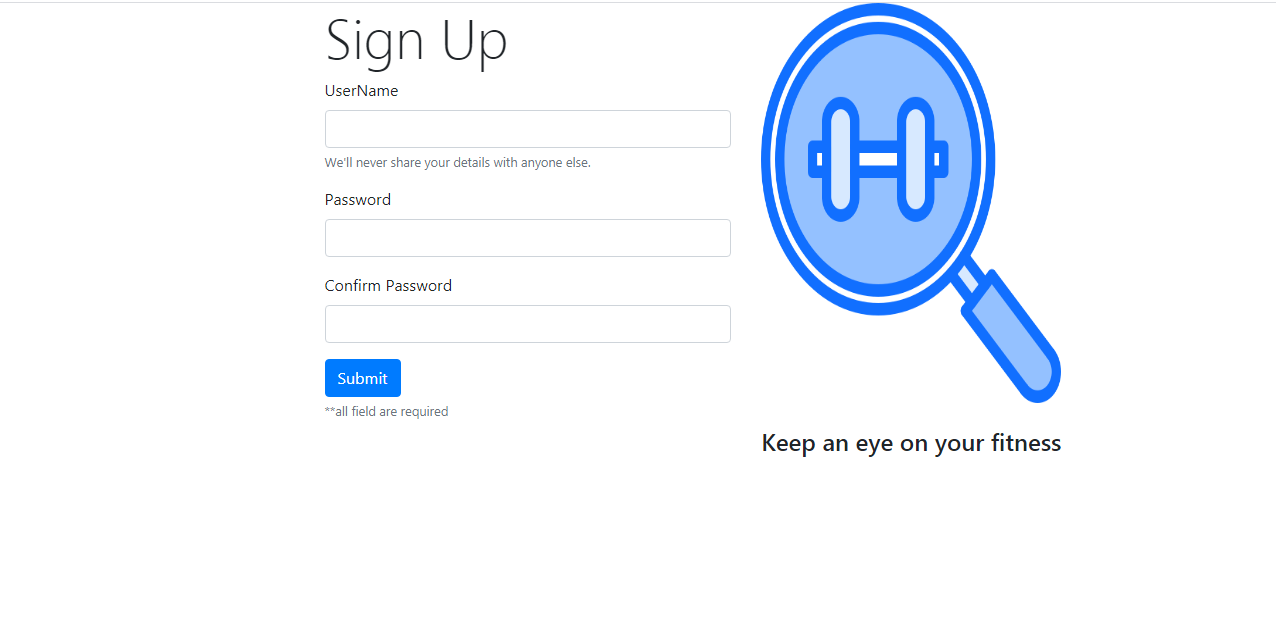 Sign Up
UserName
We'll never share your details with anyone else.
Password
Confirm Password
Submit
**all field are required
Keep an eye on your fitness